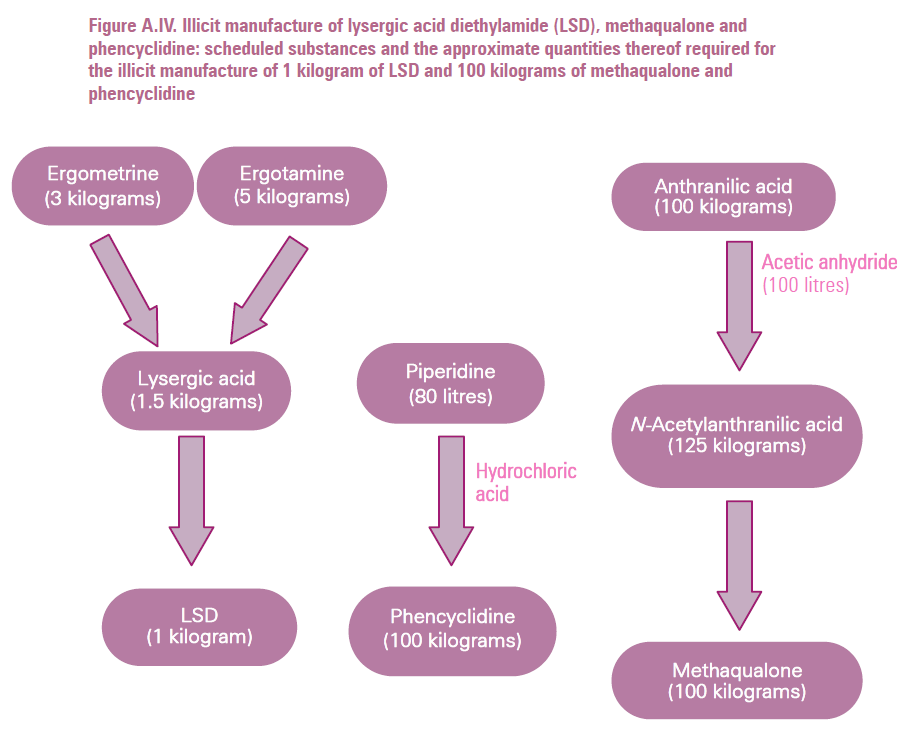 Figure A.IV. Illicit manufacture of lysergic acid diethylamide (LSD), methaqualone and
phencyclidine: scheduled substances and the approximate quantities thereof required for
the illicit manufacture of 1 kilogram of LSD and 100 kilograms of methaqualone and
phencyclidine
Ergometrine
(3 kilograms)
Ergotamine
(5 kilograms)
Anthranilic acid
(100 kilograms)
Acetic anhydride
(100 litres)
Lysergic acid
(1.5 kilograms)
Piperidine
(80 litres)
N-Acetylanthranilic acid
(125 kilograms)
Hydrochloric
acid
LSD
(1 kilogram)
Phencyclidine
(100 kilograms)
Methaqualone
(100 kilograms)